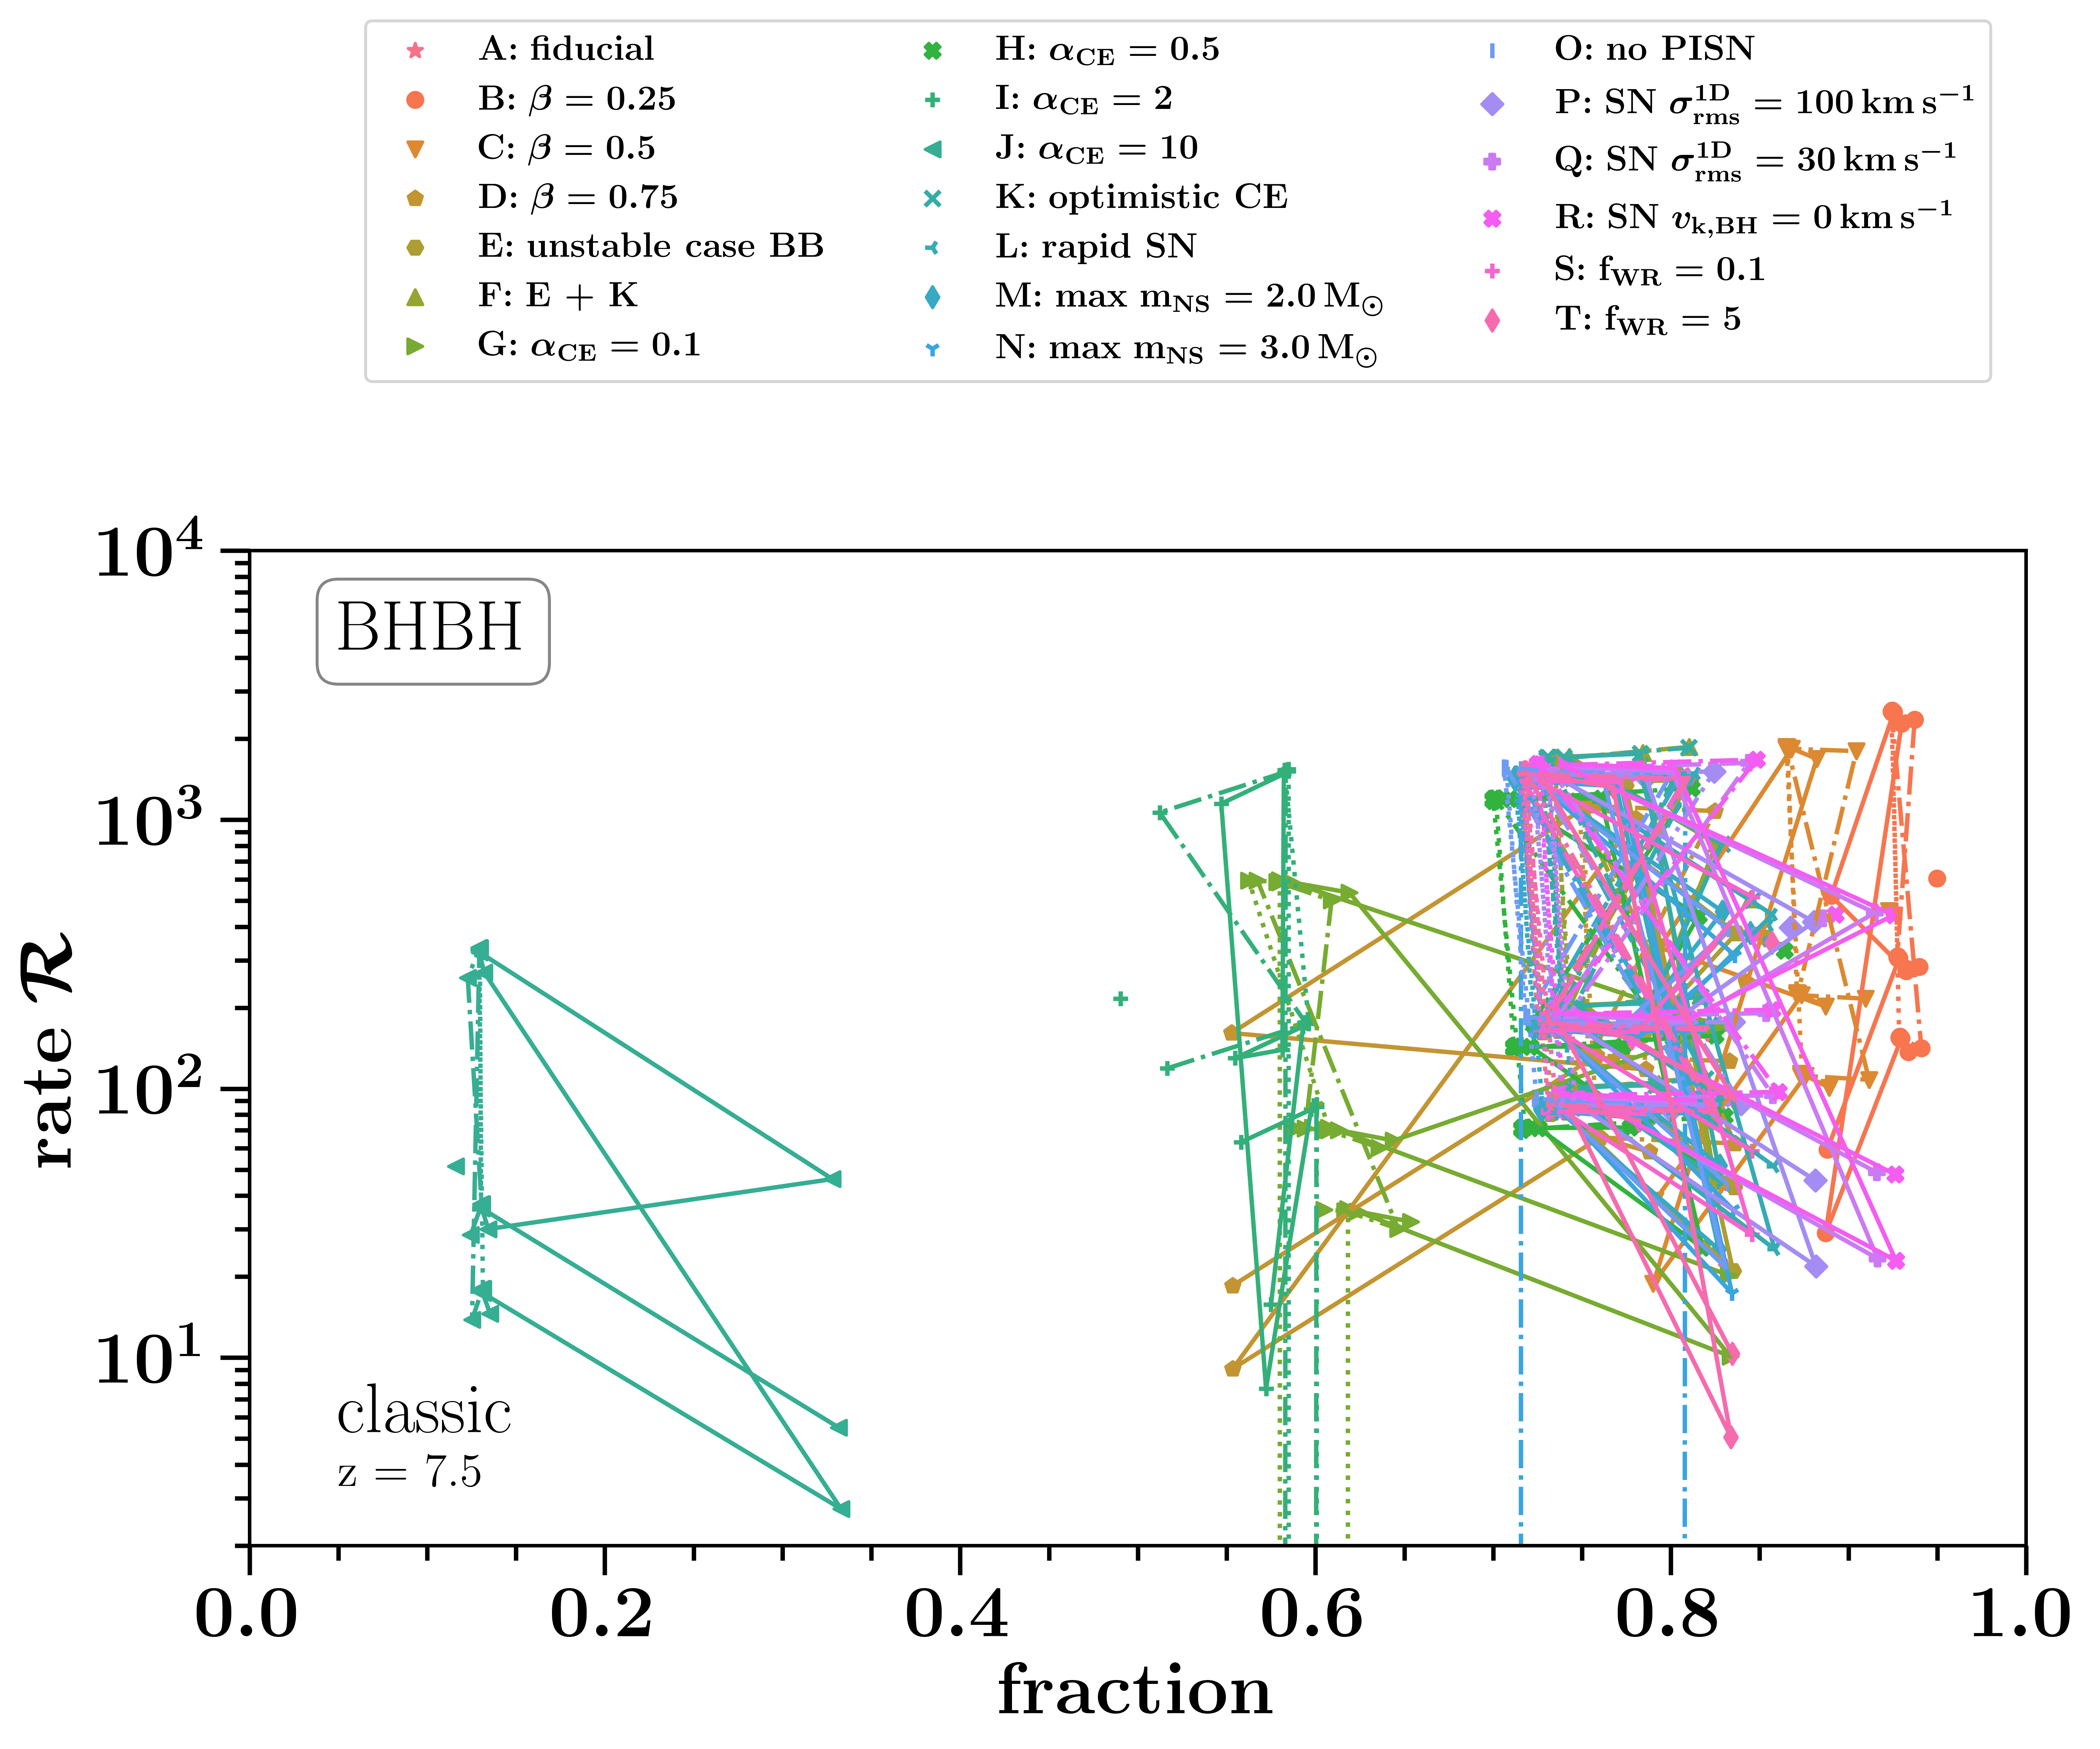 A: fiducial
B: β = 0.25
C: β = 0.5
D: β = 0.75
E: unstable case BB
F: E + K
G: α_CE = 0.1
H: α_CE = 0.5
I: α_CE = 2
J: α_CE = 10
K: optimistic CE
L: rapid SN
M: max m_NS = 2.0 M_⊙
N: max m_NS = 3.0 M_⊙
O: no PISN
P: SN σ_rms^1D = 100 km s^−1
Q: SN σ_rms^1D = 30 km s^−1
R: SN v_k,BH = 0 km s^−1
S: f_WR = 0.1
T: f_WR = 5
BHBH
classic
z = 7.5
rate 𝓡
10^4
10^3
10^2
10^1
0.0 0.2 0.4 0.6 0.8 1.0
fraction